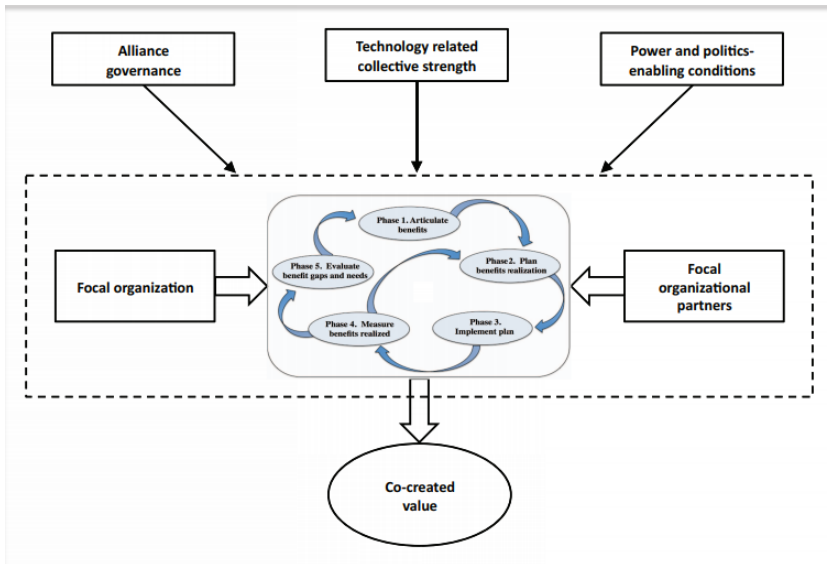 Alliance
governance
Technology related
collective strength
Power and politics-
enabling conditions
Phase 1. Articulate
benefits
Phase 5.  Evaluate
benefit gaps and needs
Phase2.  Plan
benefits realization
Focal organization
Focal
organizational
partners
Phase 4.  Measure
benefits realized
Phase 3.
Implement plan
Co-created
value